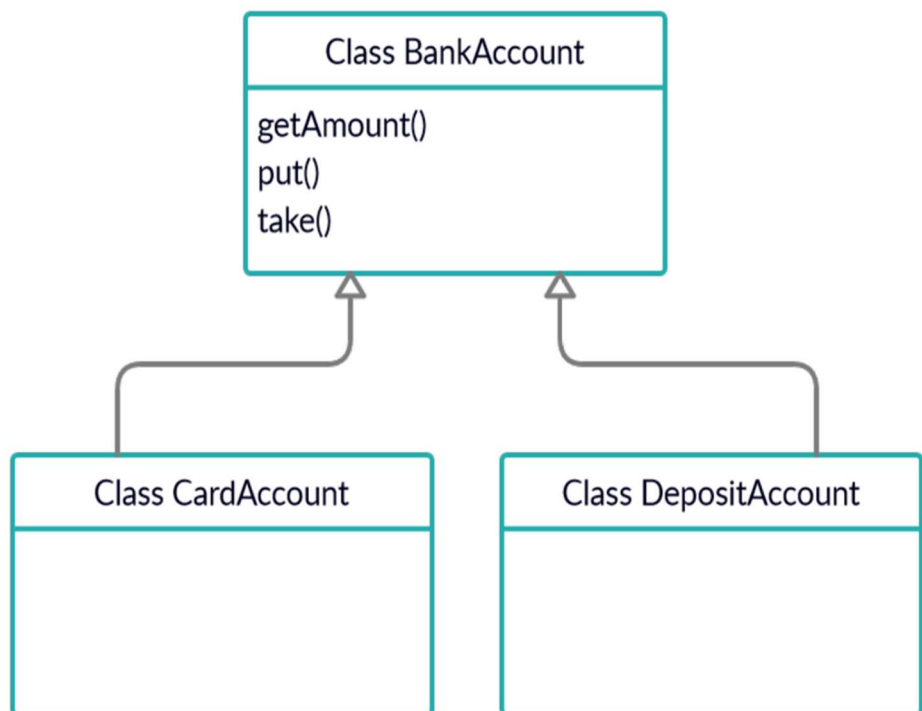 Class BankAccount
getAmount()
put()
take()
Class CardAccount
Class DepositAccount